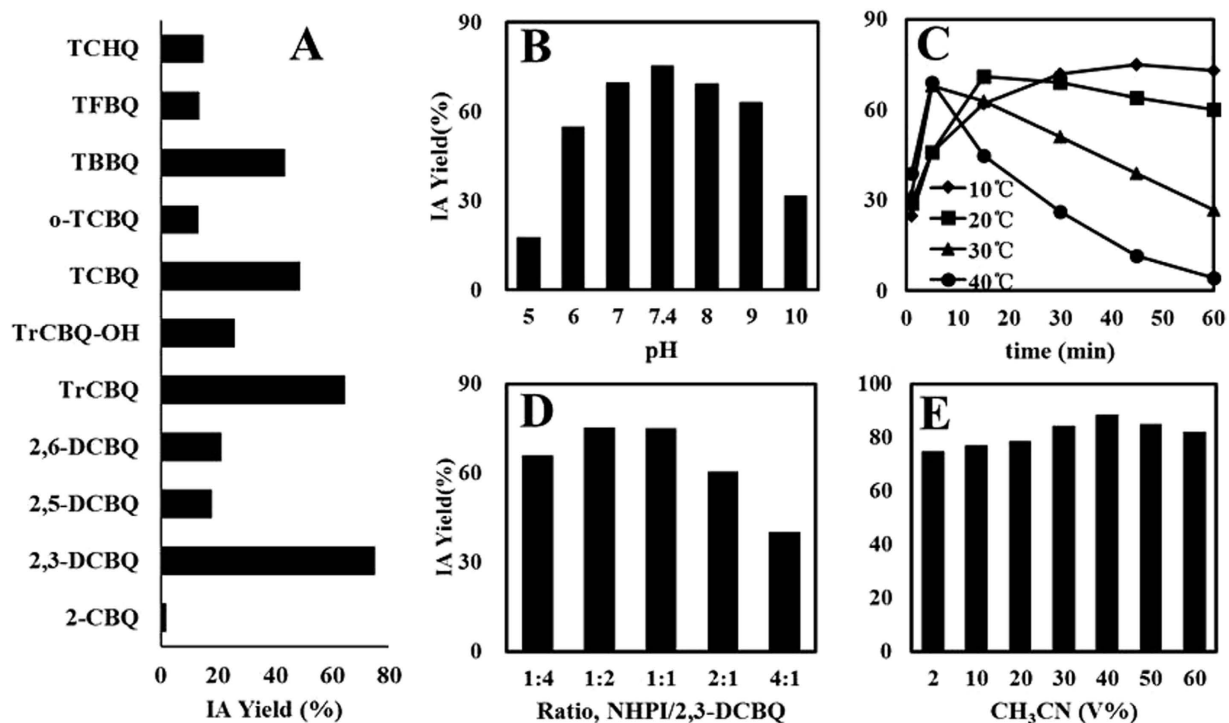 A
TCHQ
TFBQ
TBBQ
o-TCBQ
TCBQ
TrCBQ-OH
TrCBQ
2,6-DCBQ
2,5-DCBQ
2,3-DCBQ
2-CBQ
0 20 40 60 80
IA Yield (%)
B
IA Yield(%)
90
60
30
0
5 6 7 7.4 8 9 10
pH
C
90
60
30
0
10℃
20℃
30℃
40℃
0 10 20 30 40 50 60
time (min)
D
IA Yield(%)
90
60
30
0
1:4 1:2 1:1 2:1 4:1
Ratio, NHPI/2,3-DCBQ
E
100
80
60
40
20
0
2 10 20 30 40 50 60
CH₃CN (V%)